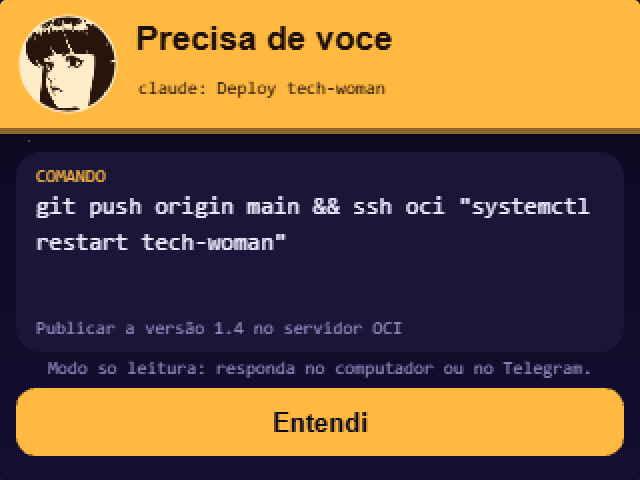 Precisa de voce
claude: Deploy tech-woman
COMANDO
git push origin main && ssh oci "systemctl
restart tech-woman"
Publicar a versão 1.4 no servidor OCI
Modo so leitura: responda no computador ou no Telegram.
Entendi